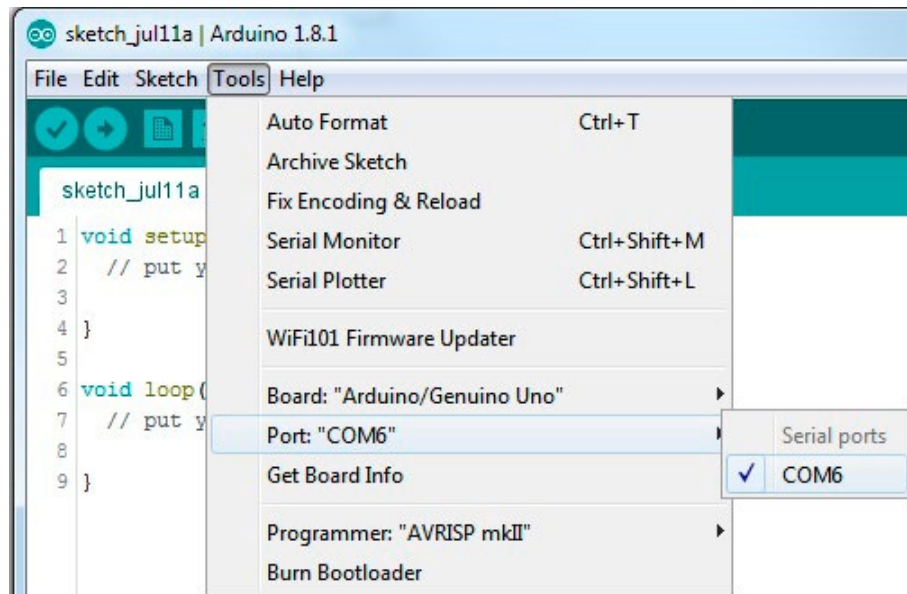 sketch_jul11a | Arduino 1.8.1
File Edit Sketch Tools Help
sketch_jul11a
1 void setup
2 // put y
3
4 }
5
6 void loop(
7 // put y
8
9 }
Auto Format Ctrl+T
Archive Sketch
Fix Encoding & Reload
Serial Monitor Ctrl+Shift+M
Serial Plotter Ctrl+Shift+L
WiFi101 Firmware Updater
Board: "Arduino/Genuino Uno"
Port: "COM6"
Get Board Info
Programmer: "AVRISP mkII"
Burn Bootloader
Serial ports
COM6